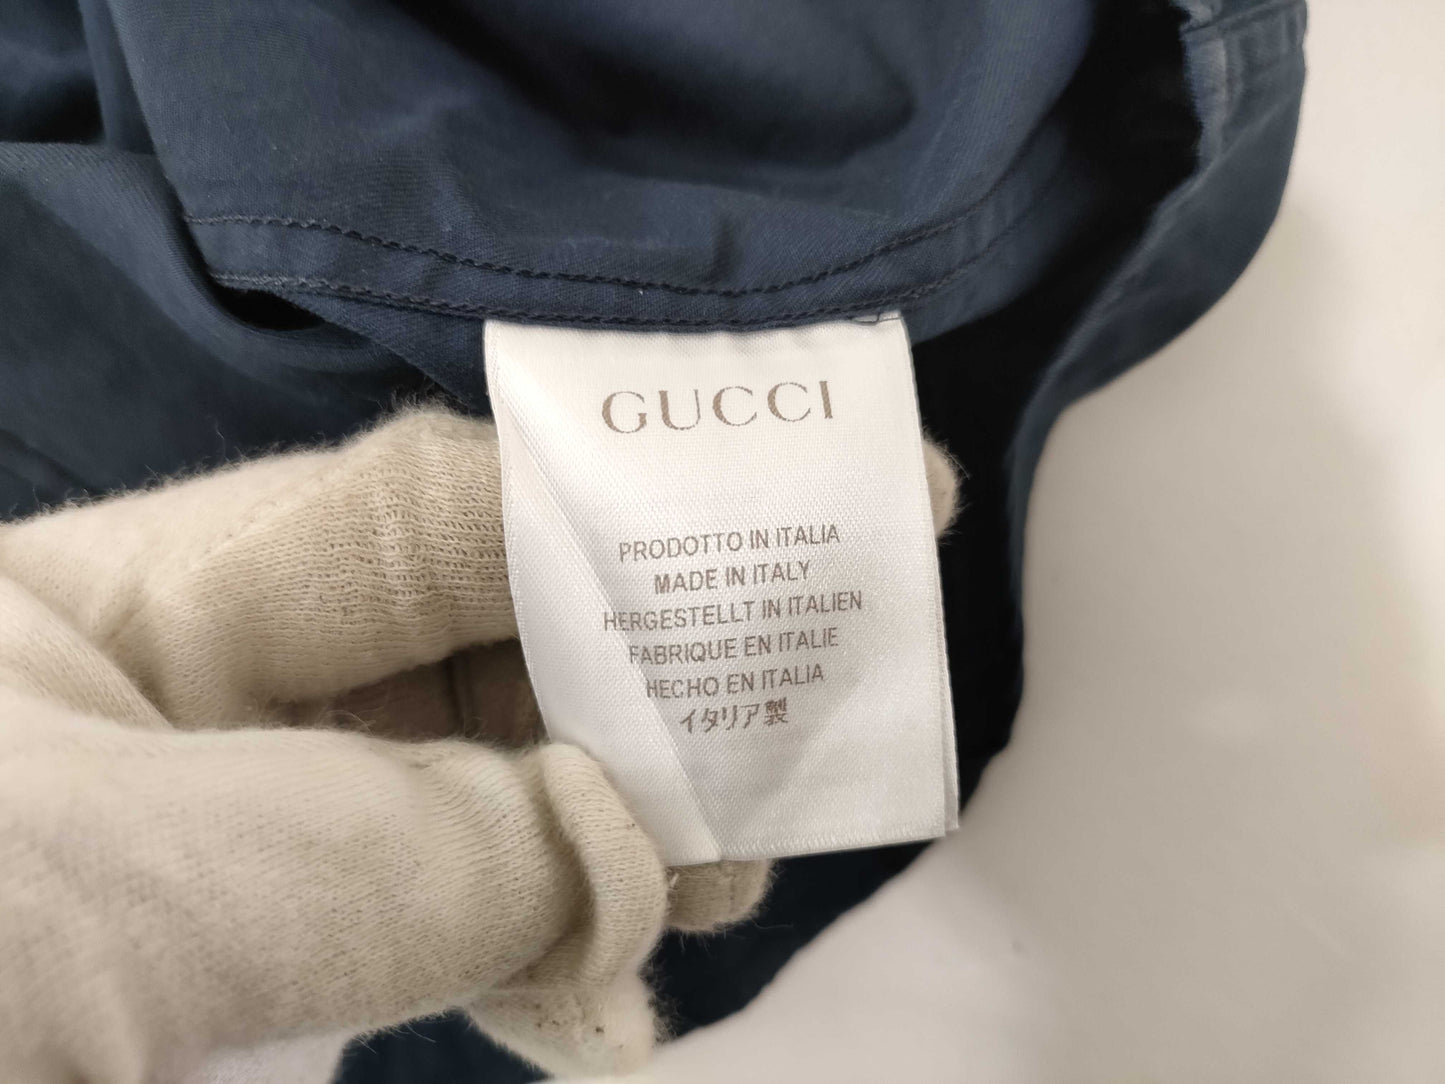 GUCCI
PRODOTTO IN ITALIA
MADE IN ITALY
HERGESTELLT IN ITALIEN
FABRIQUE EN ITALIE
HECHO EN ITALIA
イタリア製